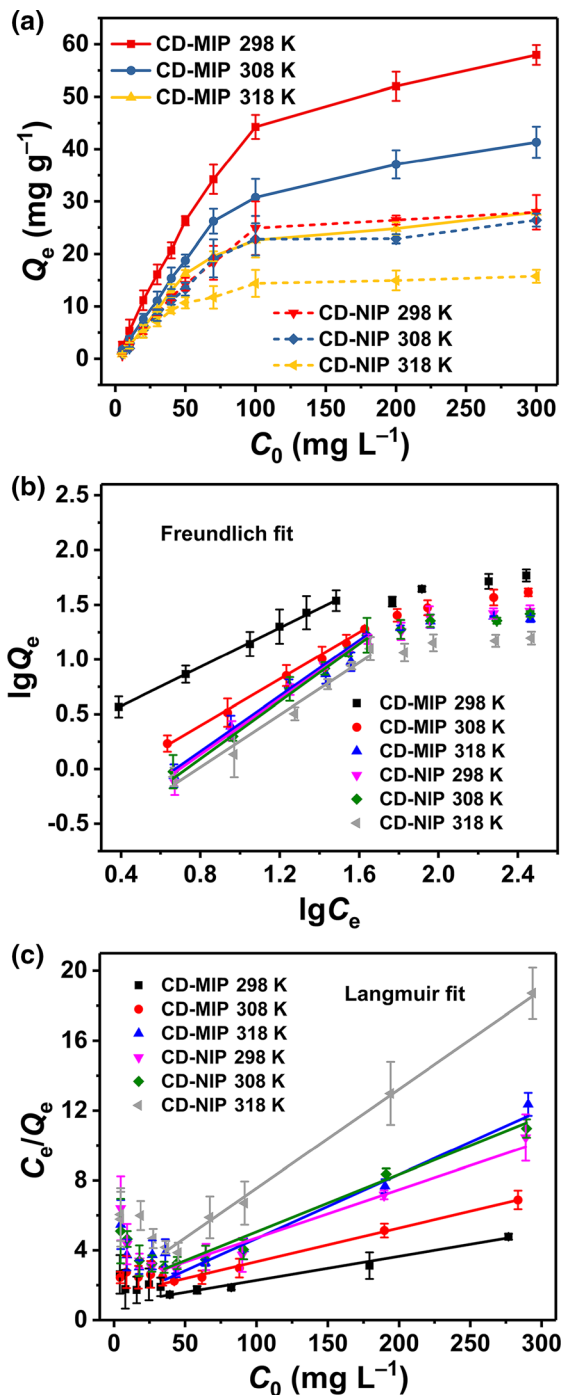 (a)
60
50
40
30
20
10
0
Qe (mg g−1)
CD-MIP 298 K
CD-MIP 308 K
CD-MIP 318 K
CD-NIP 298 K
CD-NIP 308 K
CD-NIP 318 K
0 50 100 150 200 250 300
C0 (mg L−1)
(b)
2.5
2.0
1.5
1.0
0.5
0.0
-0.5
lgQe
Freundlich fit
CD-MIP 298 K
CD-MIP 308 K
CD-MIP 318 K
CD-NIP 298 K
CD-NIP 308 K
CD-NIP 318 K
0.4 0.8 1.2 1.6 2.0 2.4
lgCe
(c)
20
16
12
8
4
0
Ce/Qe
CD-MIP 298 K
CD-MIP 308 K
CD-MIP 318 K
CD-NIP 298 K
CD-NIP 308 K
CD-NIP 318 K
Langmuir fit
0 50 100 150 200 250 300
C0 (mg L−1)